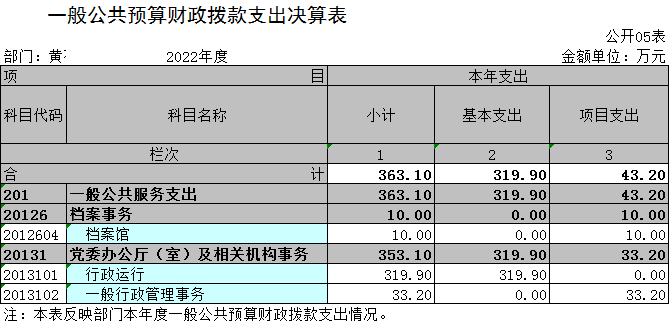 一般公共预算财政拨款支出决算表
公开05表
部门：黄 2022年度 金额单位：万元
项 目 本年支出
科目代码 科目名称 小计 基本支出 项目支出
栏次 1 2 3
合 计 363.10 319.90 43.20
201 一般公共服务支出 363.10 319.90 43.20
20126 档案事务 10.00 0.00 10.00
2012604 档案馆 10.00 0.00 10.00
20131 党委办公厅（室）及相关机构事务 353.10 319.90 33.20
2013101 行政运行 319.90 319.90 0.00
2013102 一般行政管理事务 33.20 0.00 33.20
注：本表反映部门本年度一般公共预算财政拨款支出情况。